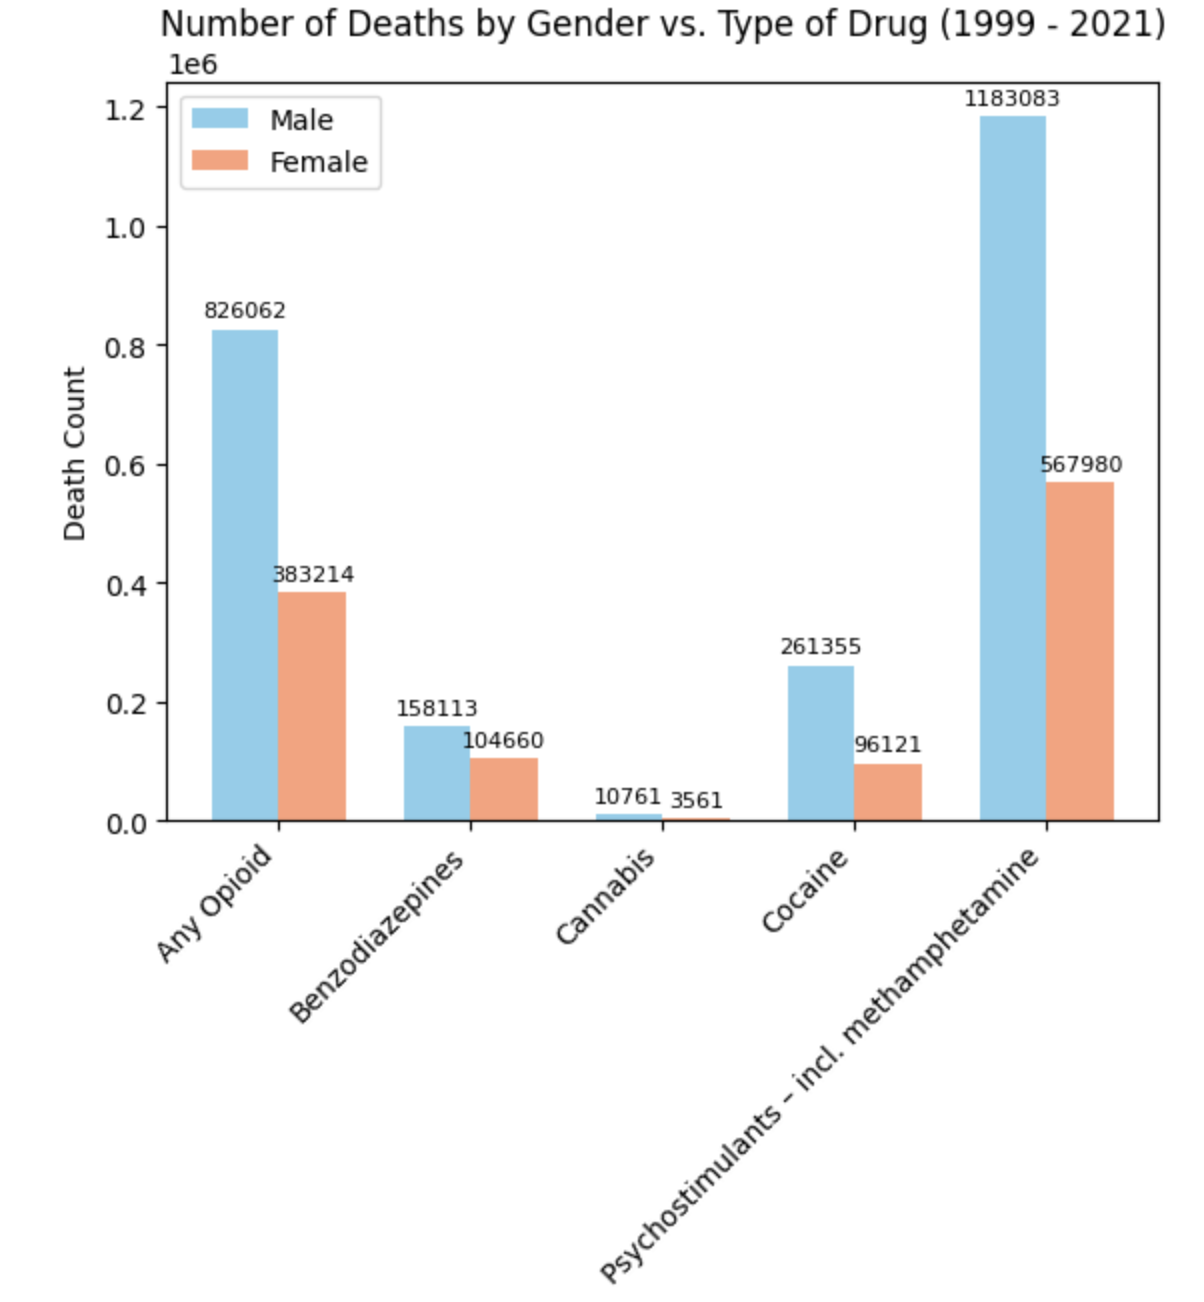 Number of Deaths by Gender vs. Type of Drug (1999 - 2021)
1e6
Male
Female
Death Count
1.2
1.0
0.8
0.6
0.4
0.2
0.0
826062
383214
158113
104660
10761
3561
261355
96121
1183083
567980
Any Opioid
Benzodiazepines
Cannabis
Cocaine
Psychostimulants – incl. methamphetamine